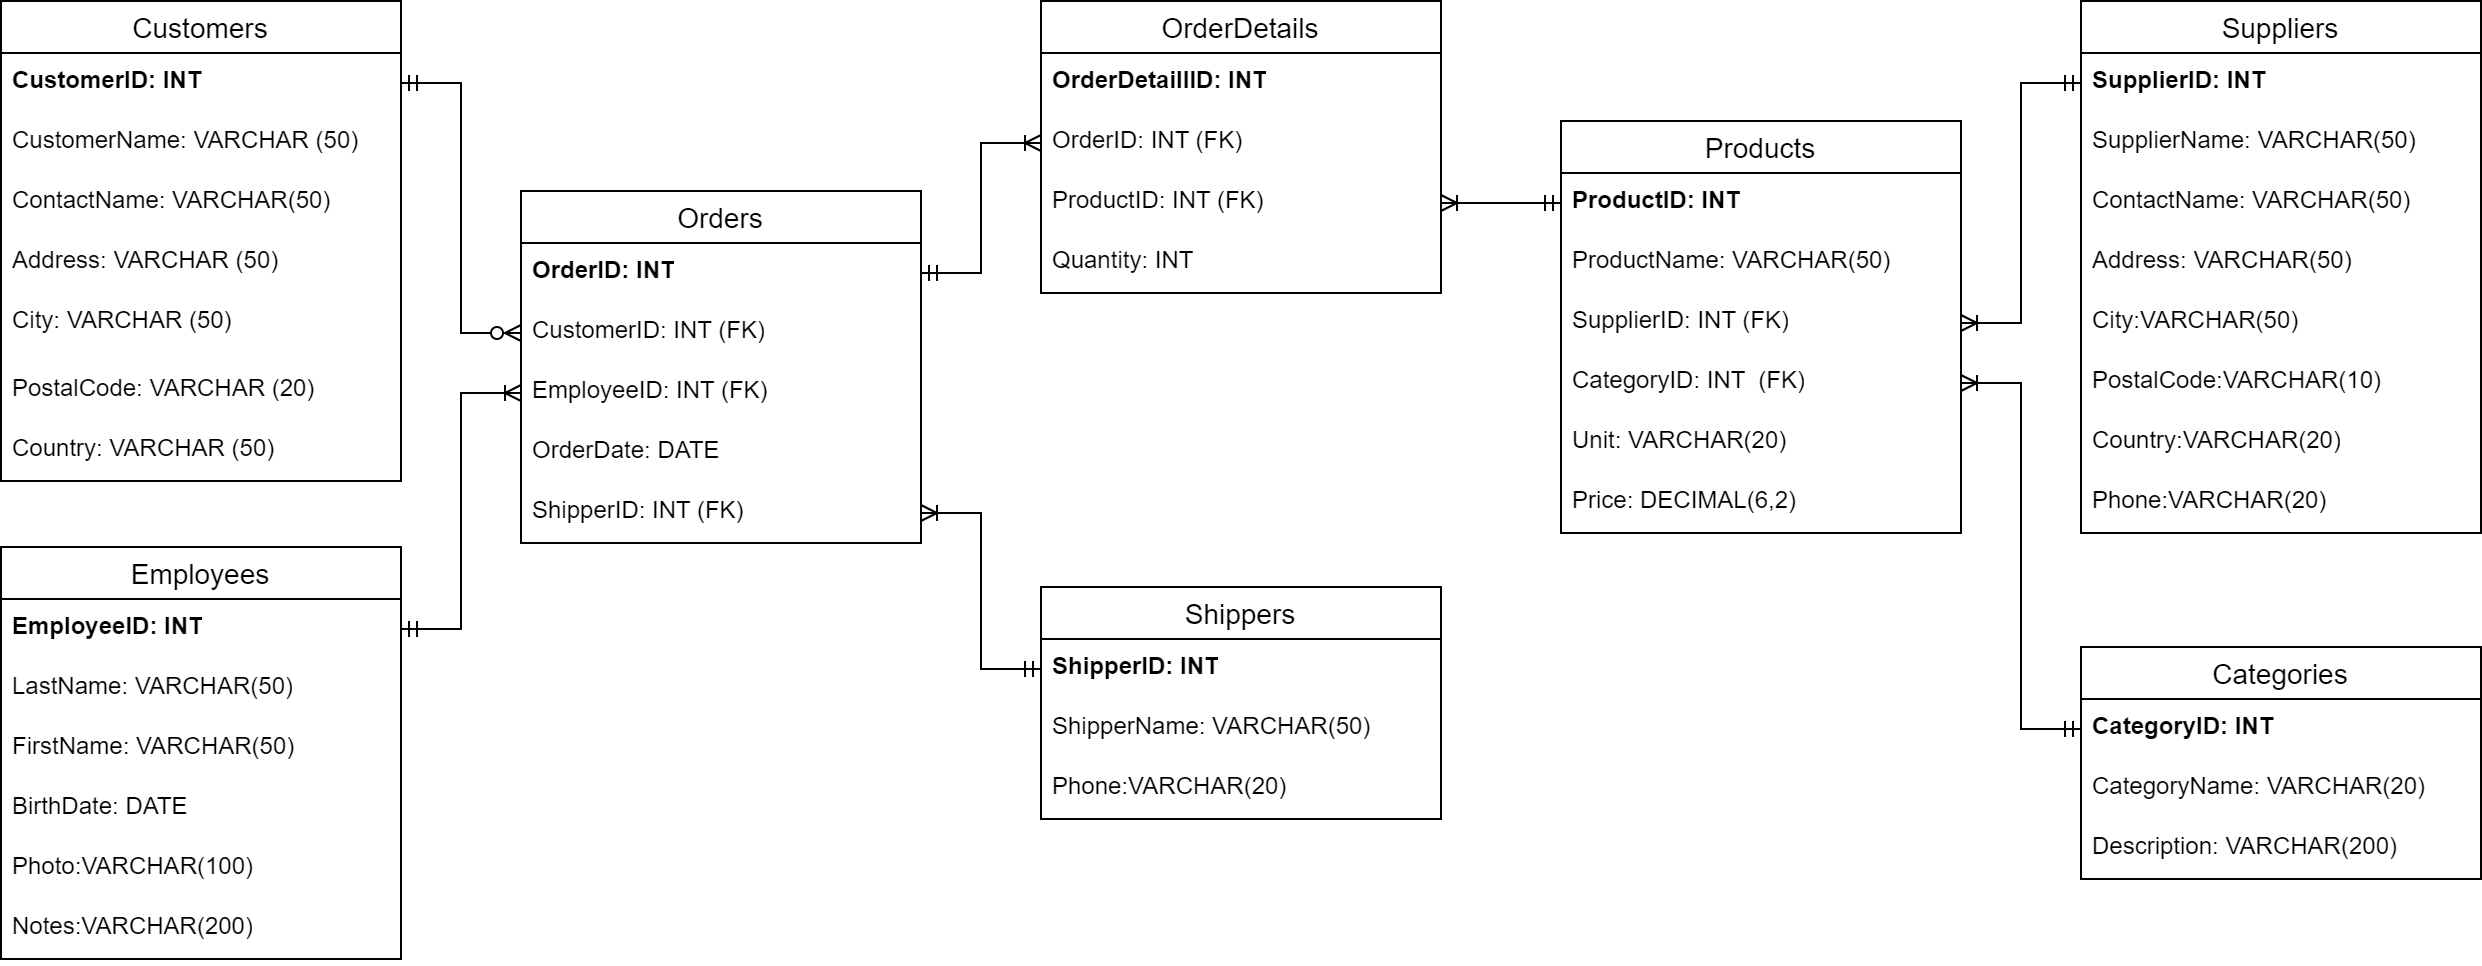 Customers
CustomerID: INT
CustomerName: VARCHAR (50)
ContactName: VARCHAR(50)
Address: VARCHAR (50)
City: VARCHAR (50)
PostalCode: VARCHAR (20)
Country: VARCHAR (50)
Employees
EmployeeID: INT
LastName: VARCHAR(50)
FirstName: VARCHAR(50)
BirthDate: DATE
Photo:VARCHAR(100)
Notes:VARCHAR(200)
Orders
OrderID: INT
CustomerID: INT (FK)
EmployeeID: INT (FK)
OrderDate: DATE
ShipperID: INT (FK)
OrderDetails
OrderDetailIID: INT
OrderID: INT (FK)
ProductID: INT (FK)
Quantity: INT
Shippers
ShipperID: INT
ShipperName: VARCHAR(50)
Phone:VARCHAR(20)
Products
ProductID: INT
ProductName: VARCHAR(50)
SupplierID: INT (FK)
CategoryID: INT  (FK)
Unit: VARCHAR(20)
Price: DECIMAL(6,2)
Suppliers
SupplierID: INT
SupplierName: VARCHAR(50)
ContactName: VARCHAR(50)
Address: VARCHAR(50)
City:VARCHAR(50)
PostalCode:VARCHAR(10)
Country:VARCHAR(20)
Phone:VARCHAR(20)
Categories
CategoryID: INT
CategoryName: VARCHAR(20)
Description: VARCHAR(200)